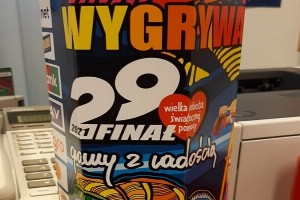 WYGRYWA
29
FINAŁ
wielka orkiestra
świątecznej
pomocy
gramy z radością